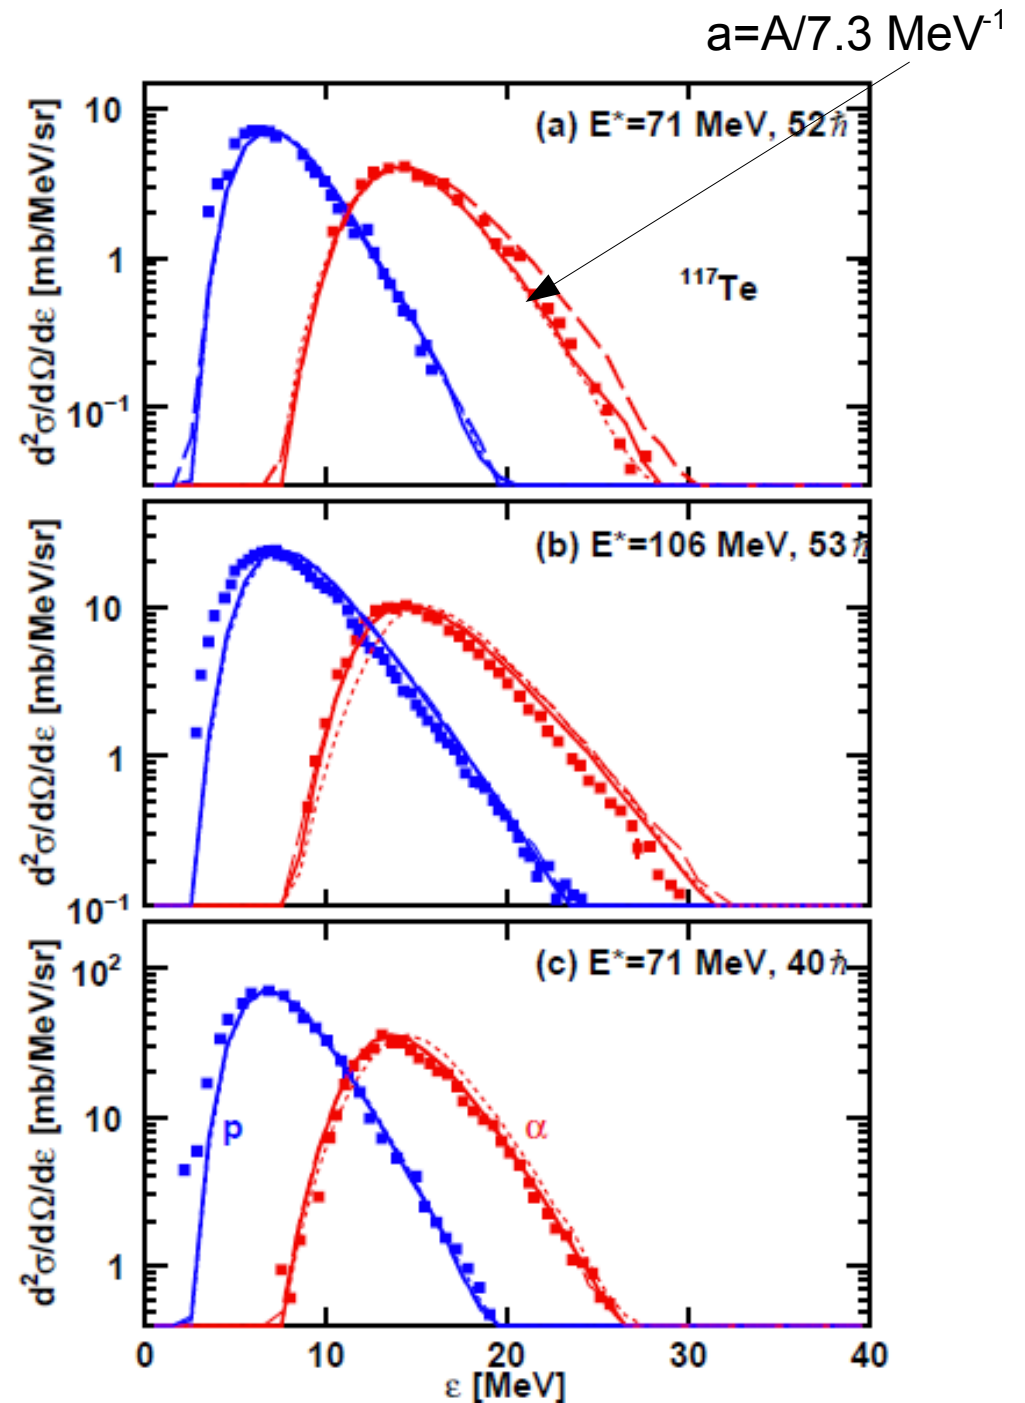 a=A/7.3 MeV⁻¹
10
(a) E*=71 MeV, 52ħ
1
¹¹⁷Te
10⁻¹
d²σ/dΩ/dε [mb/MeV/sr]
(b) E*=106 MeV, 53ħ
10
1
10⁻¹
d²σ/dΩ/dε [mb/MeV/sr]
10²
(c) E*=71 MeV, 40ħ
10
p
α
1
d²σ/dΩ/dε [mb/MeV/sr]
0 10 20 30 40
ε [MeV]